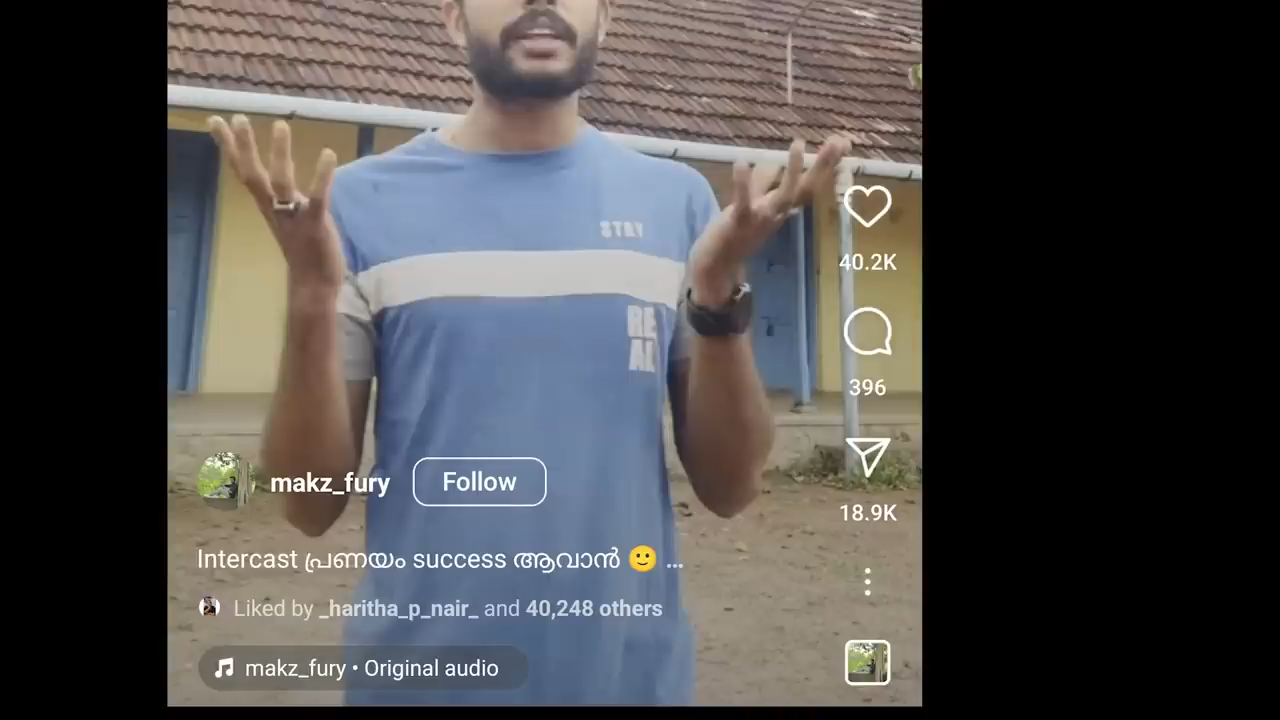 STAY
RE
AL
40.2K
396
18.9K
makz_fury
Follow
Intercast പ്രണയം success ആവാൻ 🙂 ...
Liked by _haritha_p_nair_ and 40,248 others
makz_fury • Original audio